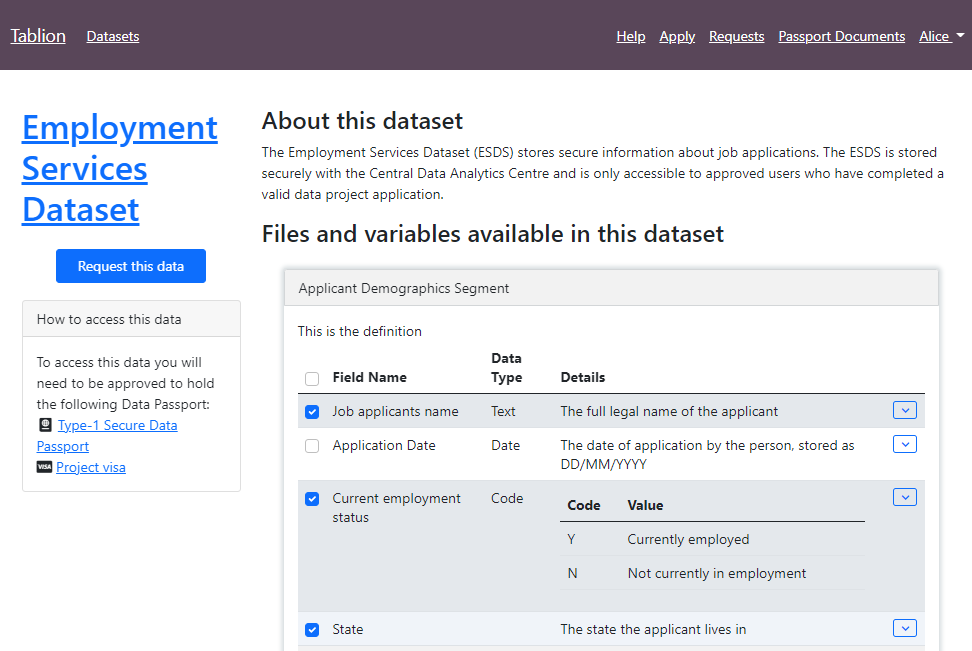 Tablion Datasets Help Apply Requests Passport Documents Alice
Employment
Services
Dataset
Request this data
How to access this data
To access this data you will
need to be approved to hold
the following Data Passport:
Type-1 Secure Data
Passport
VISA Project visa
About this dataset
The Employment Services Dataset (ESDS) stores secure information about job applications. The ESDS is stored
securely with the Central Data Analytics Centre and is only accessible to approved users who have completed a
valid data project application.
Files and variables available in this dataset
Applicant Demographics Segment
This is the definition
Field Name Data Type Details
Job applicants name Text The full legal name of the applicant
Application Date Date The date of application by the person, stored as
DD/MM/YYYY
Current employment status Code
Code Value
Y Currently employed
N Not currently in employment
State The state the applicant lives in